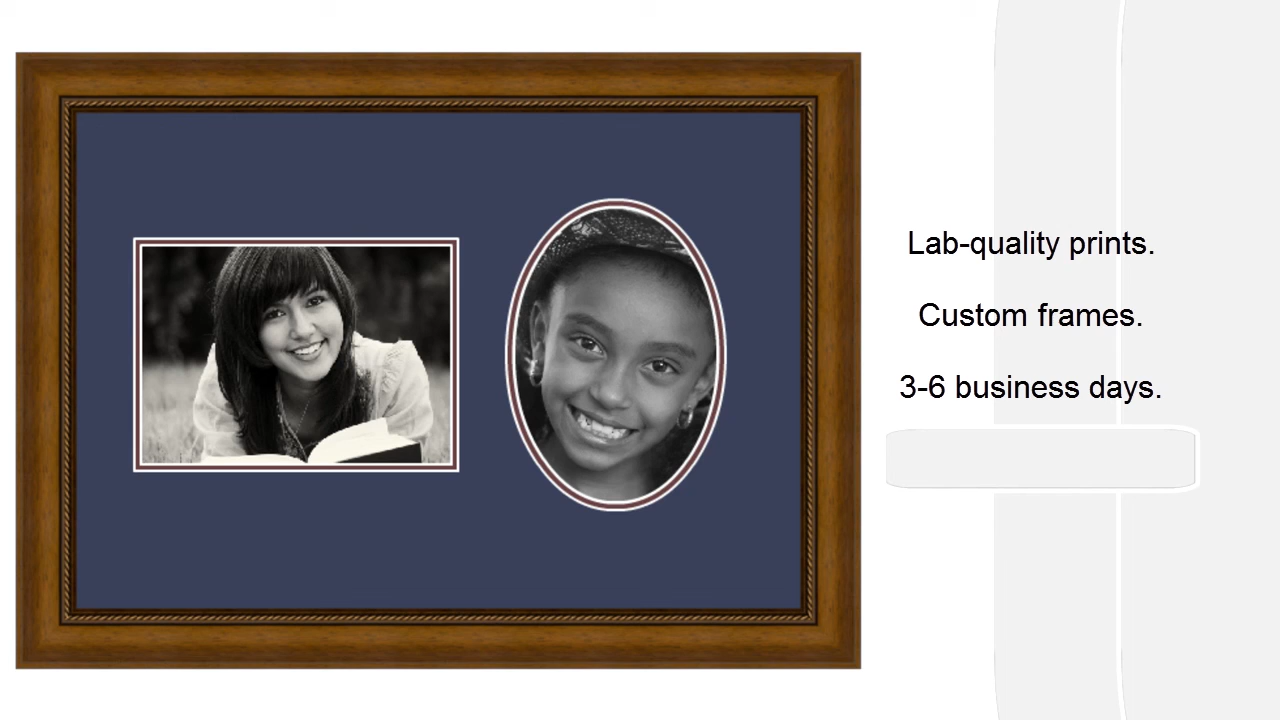 Lab-quality prints.
Custom frames.
3-6 business days.